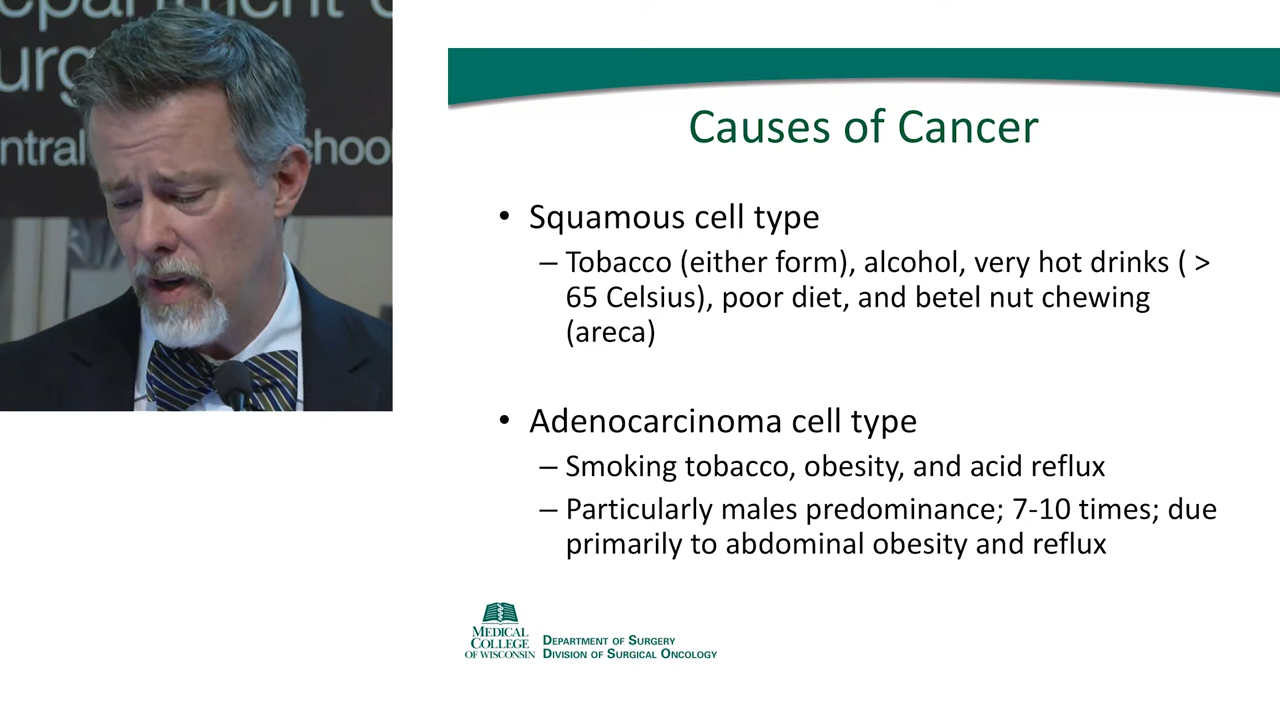 Causes of Cancer
• Squamous cell type
– Tobacco (either form), alcohol, very hot drinks ( >
65 Celsius), poor diet, and betel nut chewing
(areca)
• Adenocarcinoma cell type
– Smoking tobacco, obesity, and acid reflux
– Particularly males predominance; 7-10 times; due
primarily to abdominal obesity and reflux
MEDICAL
COLLEGE
OF WISCONSIN
DEPARTMENT OF SURGERY
DIVISION OF SURGICAL ONCOLOGY